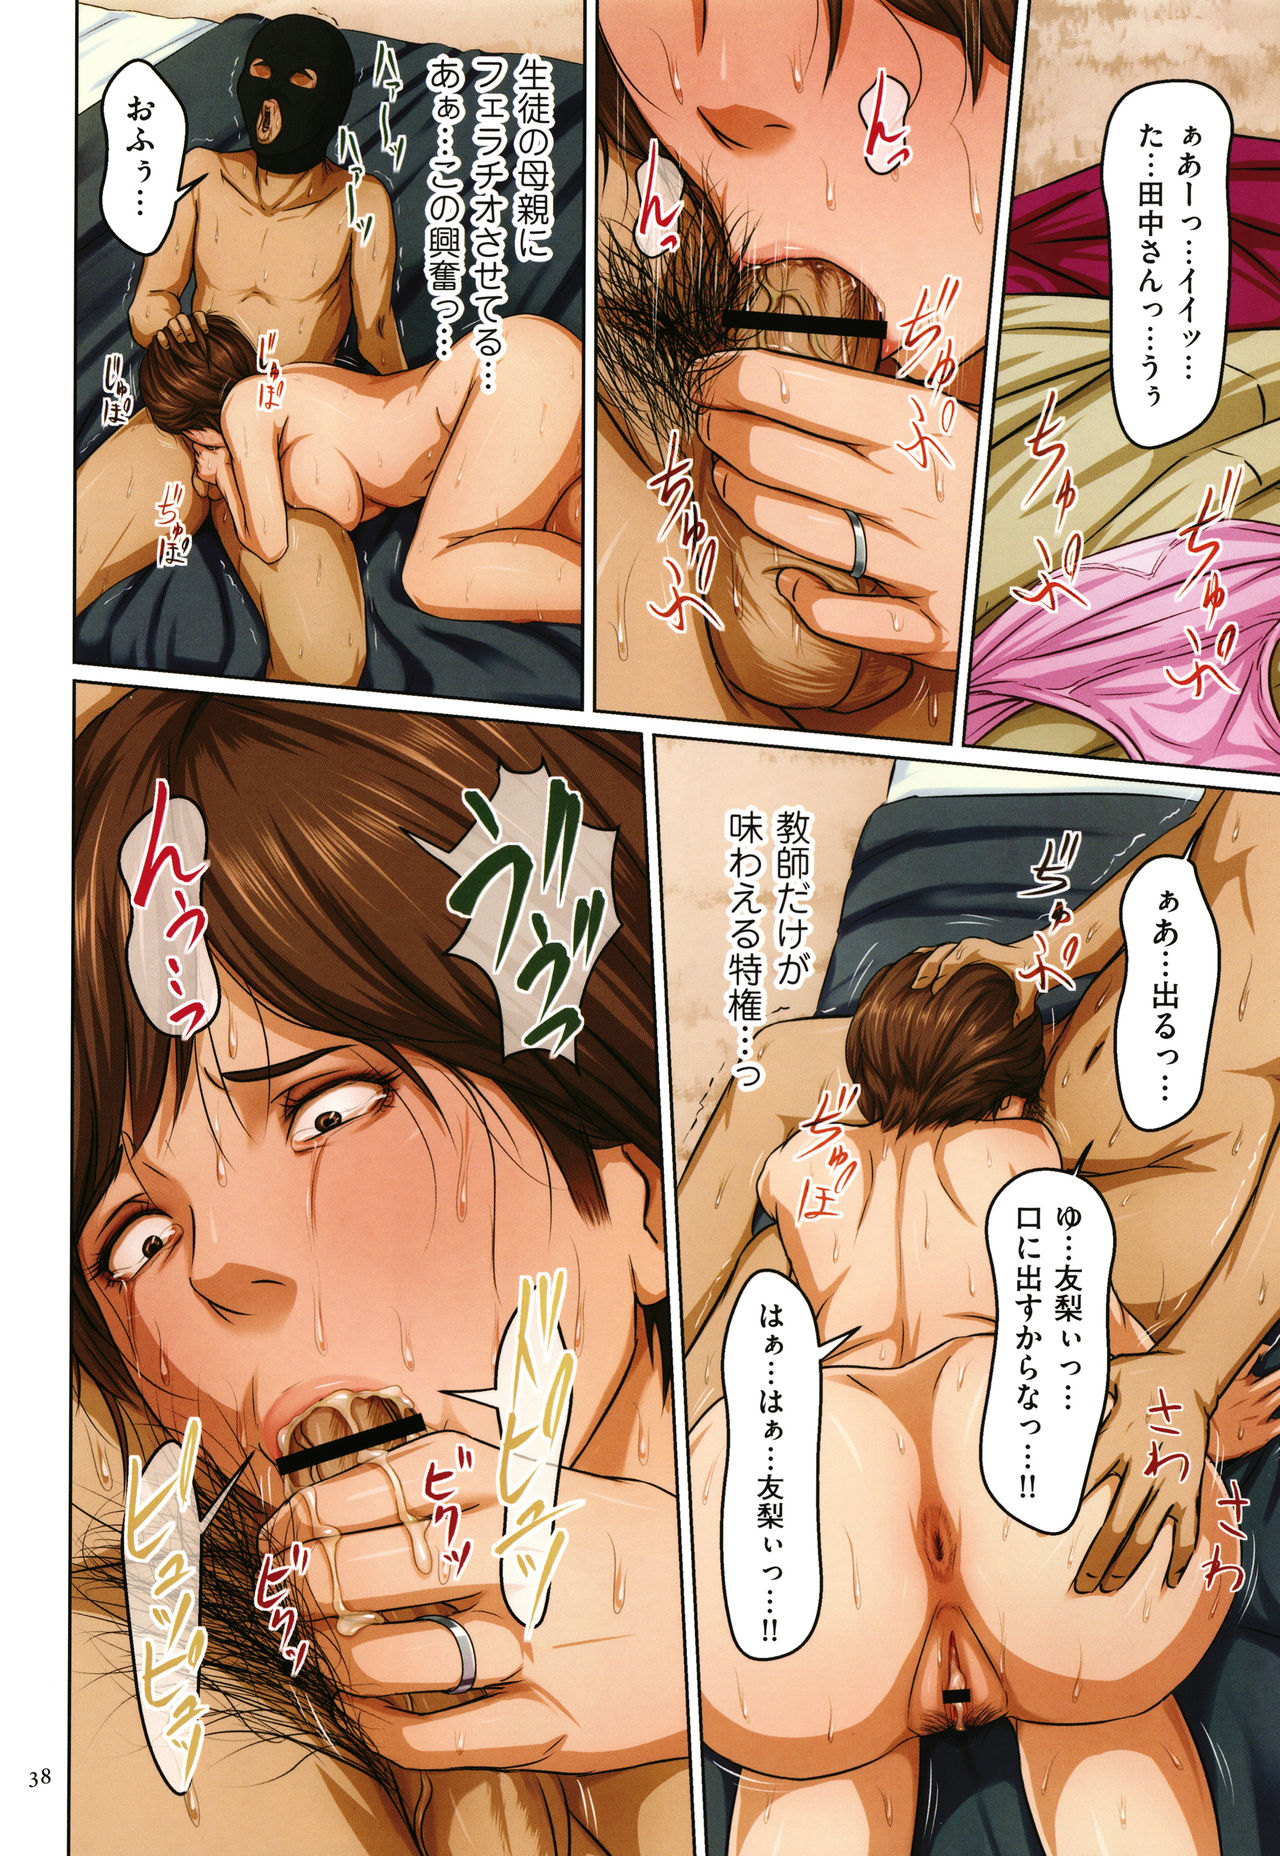 ぁあーっ…イイッ…
た…田中さんっ…うぅ
ぢゅぷ
ぢゅぷ
んっ
んっ
ぢゅぷ
ぢゅぷ
生徒の母親に
フェラチオさせてる…
あぁ…この興奮っ…
ハァーッ
ハァーッ
おふぅ…
じゅぽ
じゅぽ
ぢゅぽ
教師だけが
味わえる特権…っ
ぁあ…出るっ…
ぢゅぷ
ぢゅぽ
ゆ…友梨ぃっ…
口に出すからなっ…!!
はぁ…はぁ…友梨ぃっ…!!
さわ
さわ
んぅ…っ
ビュッ
ビュッ
ビクッ
ビクッ
ビュッ
ビュッ
38